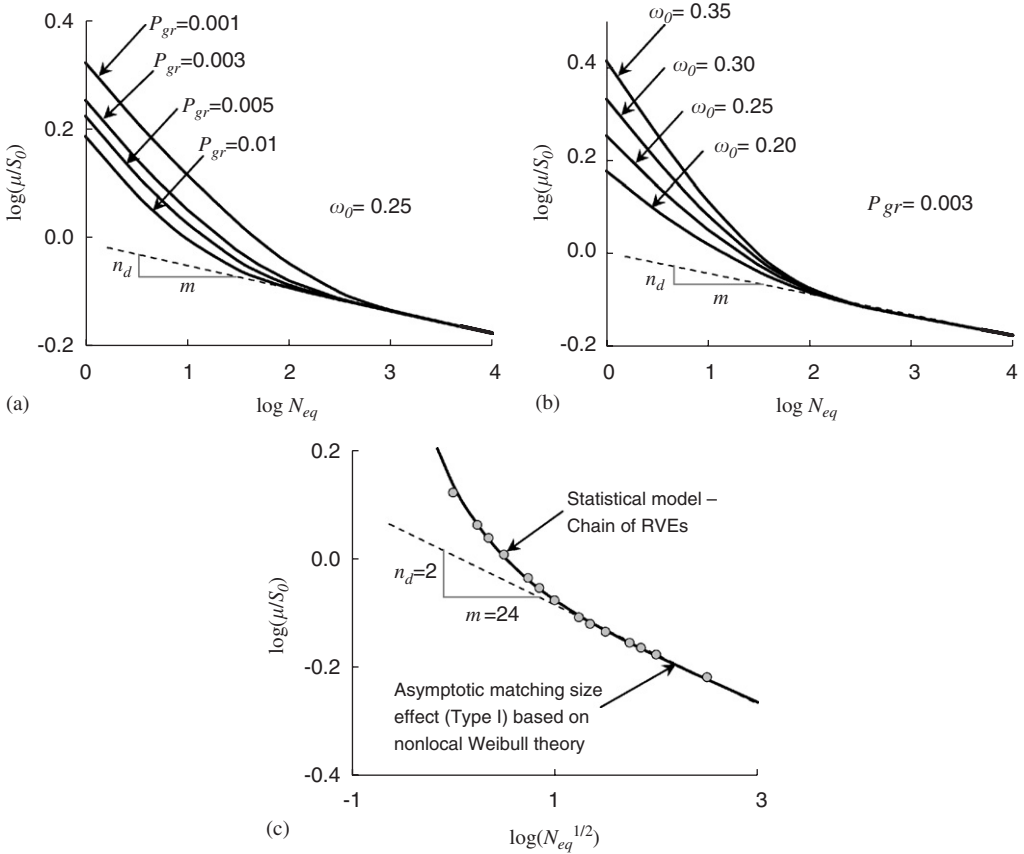 0.4
P_gr=0.001
P_gr=0.003
P_gr=0.005
P_gr=0.01
0.2
log(μ/S_0)
ω_0= 0.25
0.0
n_d
m
-0.2
0 1 2 3 4
log N_eq
(a)
ω_0= 0.35
0.4
ω_0= 0.30
ω_0= 0.25
ω_0= 0.20
0.2
log(μ/S_0)
P_gr= 0.003
0.0
n_d
m
-0.2
0 1 2 3 4
log N_eq
(b)
0.2
Statistical model –
Chain of RVEs
0.0
log(μ/S_0)
n_d=2
m=24
-0.2
Asymptotic matching size
effect (Type I) based on
nonlocal Weibull theory
-0.4
-1 1 3
log(N_eq^1/2)
(c)